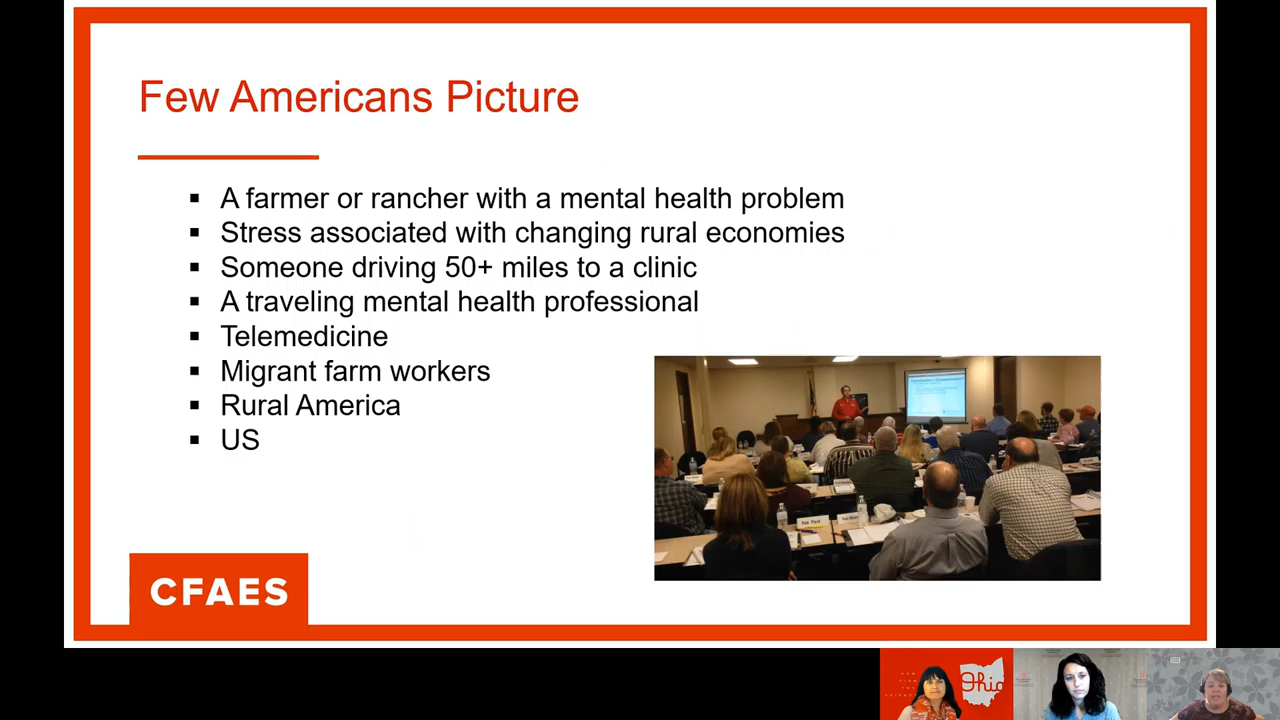 Few Americans Picture
A farmer or rancher with a mental health problem
Stress associated with changing rural economies
Someone driving 50+ miles to a clinic
A traveling mental health professional
Telemedicine
Migrant farm workers
Rural America
US
CFAES
Ohio